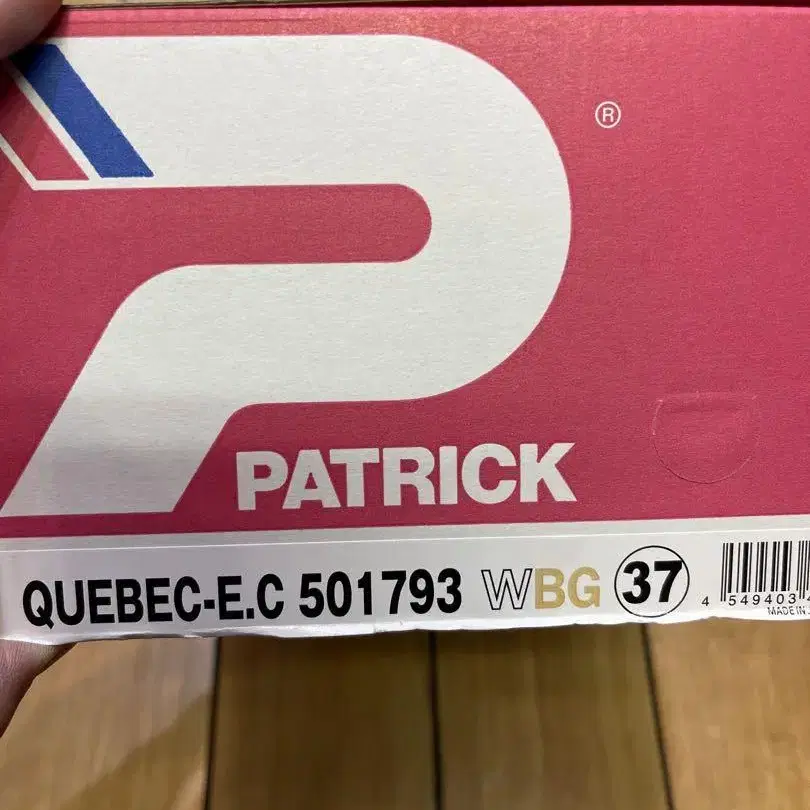 ®
PATRICK
QUEBEC-E.C 501793 WBG 37
4 549403
MADE IN